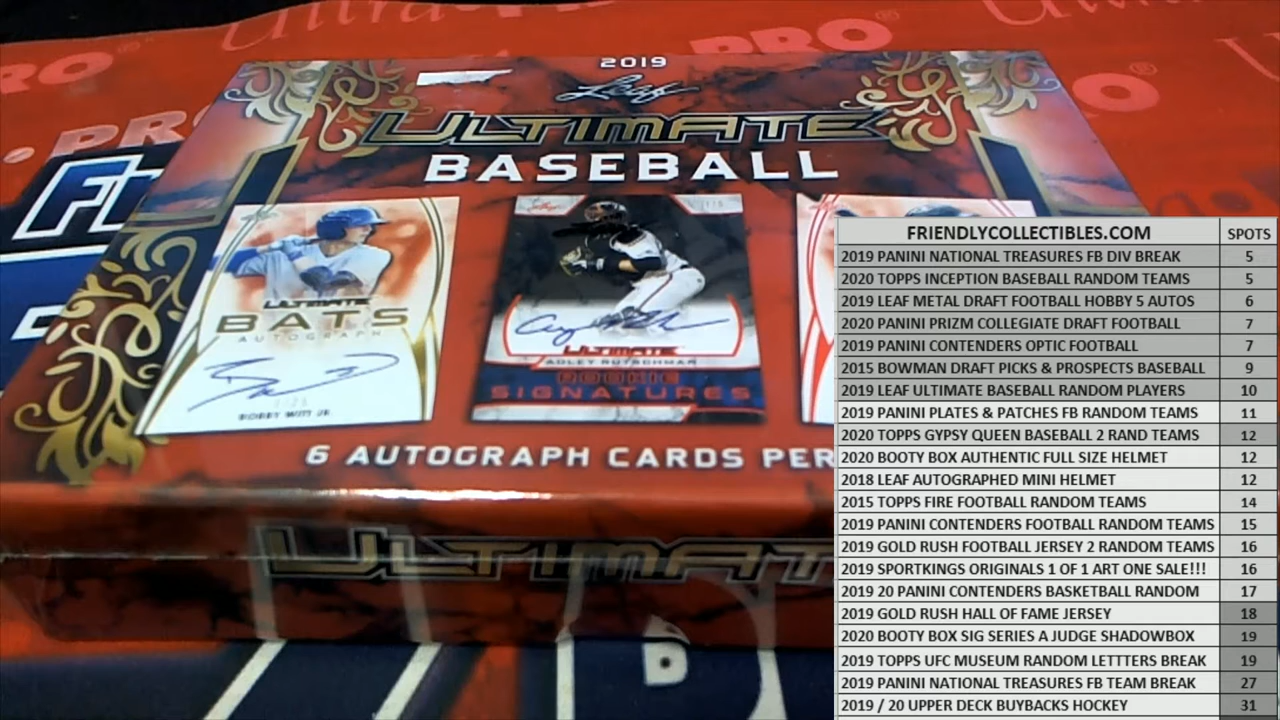 PRO
PRO
PRO
PRO
2019
Leaf
ULTIMATE
BASEBALL
ULTIMATE
BATS
AUTOGRAPH
BOBBY WITT JR
ULTIMATE
ADLEY RUTSCHMAN
ROOKIE
SIGNATURES
6 AUTOGRAPH CARDS PER
ULTIMAT
FRIENDLYCOLLECTIBLES.COM SPOTS
2019 PANINI NATIONAL TREASURES FB DIV BREAK 5
2020 TOPPS INCEPTION BASEBALL RANDOM TEAMS 5
2019 LEAF METAL DRAFT FOOTBALL HOBBY 5 AUTOS 6
2020 PANINI PRIZM COLLEGIATE DRAFT FOOTBALL 7
2019 PANINI CONTENDERS OPTIC FOOTBALL 7
2015 BOWMAN DRAFT PICKS & PROSPECTS BASEBALL 9
2019 LEAF ULTIMATE BASEBALL RANDOM PLAYERS 10
2019 PANINI PLATES & PATCHES FB RANDOM TEAMS 11
2020 TOPPS GYPSY QUEEN BASEBALL 2 RAND TEAMS 12
2020 BOOTY BOX AUTHENTIC FULL SIZE HELMET 12
2018 LEAF AUTOGRAPHED MINI HELMET 12
2015 TOPPS FIRE FOOTBALL RANDOM TEAMS 14
2019 PANINI CONTENDERS FOOTBALL RANDOM TEAMS 15
2019 GOLD RUSH FOOTBALL JERSEY 2 RANDOM TEAMS 16
2019 SPORTKINGS ORIGINALS 1 OF 1 ART ONE SALE!!! 16
2019 20 PANINI CONTENDERS BASKETBALL RANDOM 17
2019 GOLD RUSH HALL OF FAME JERSEY 18
2020 BOOTY BOX SIG SERIES A JUDGE SHADOWBOX 19
2019 TOPPS UFC MUSEUM RANDOM LETTTERS BREAK 19
2019 PANINI NATIONAL TREASURES FB TEAM BREAK 27
2019 / 20 UPPER DECK BUYBACKS HOCKEY 31